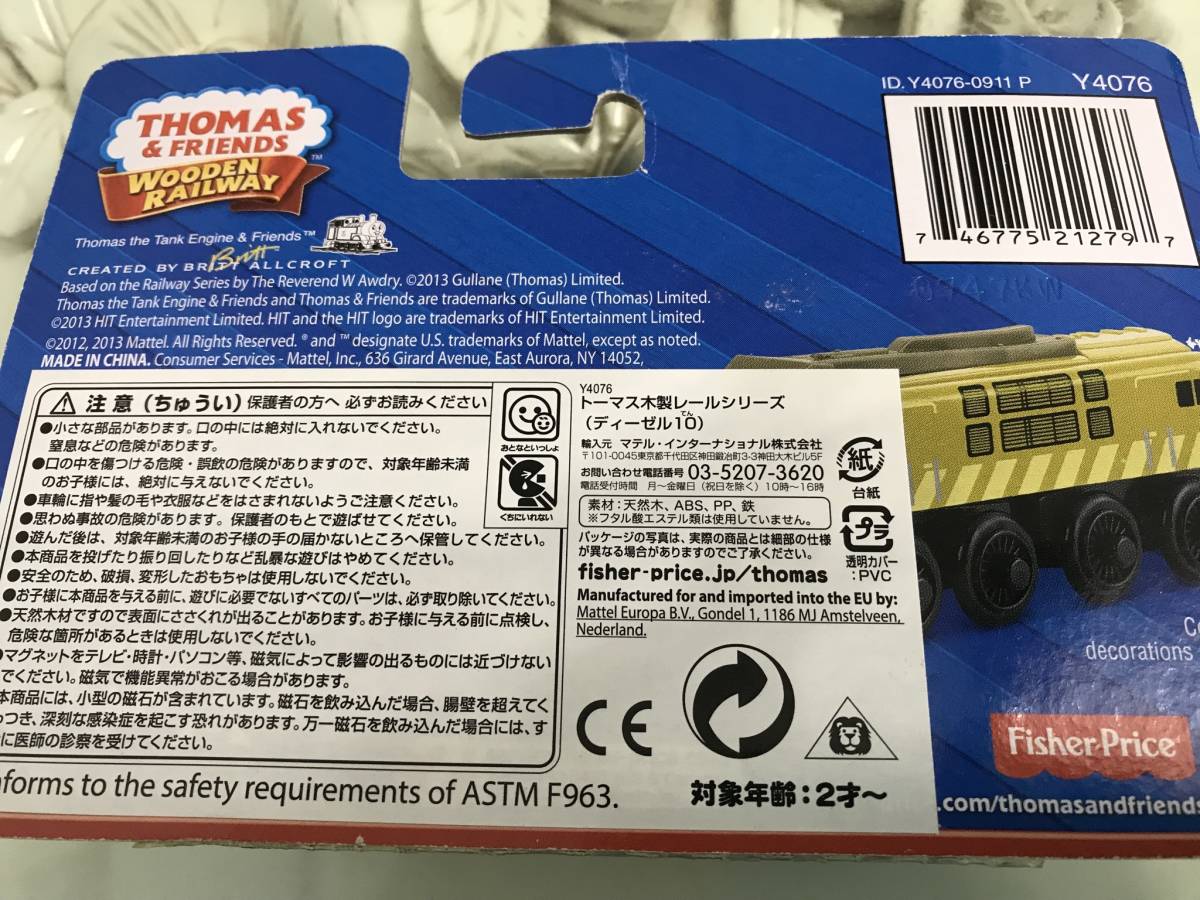 THOMAS
& FRIENDS
WOODEN
RAILWAY™
Thomas the Tank Engine & Friends™
CREATED BY BRITT ALLCROFT
Britt
Based on the Railway Series by The Reverend W Awdry. ©2013 Gullane (Thomas) Limited.
Thomas the Tank Engine & Friends and Thomas & Friends are trademarks of Gullane (Thomas) Limited.
©2013 HIT Entertainment Limited. HIT and the HIT logo are trademarks of HIT Entertainment Limited.
©2012, 2013 Mattel. All Rights Reserved. ® and ™ designate U.S. trademarks of Mattel, except as noted.
MADE IN CHINA. Consumer Services - Mattel, Inc., 636 Girard Avenue, East Aurora, NY 14052,
ID. Y4076-0911 P Y4076
7 46775 21279 7
⚠ 注意(ちゅうい) 保護者の方へ 必ずお読みください
●小さな部品があります。口の中には絶対に入れないでください。
窒息などの危険があります。
●口の中を傷つける危険・誤飲の危険がありますので、対象年齢未満
のお子様には、絶対に与えないでください。
●車輪に指や髪の毛や衣服などをはさまれないようご注意ください。
●思わぬ事故の危険があります。保護者のもとで遊ばせてください。
●遊んだ後は、対象年齢未満のお子様の手の届かないところへ保管してください。
●本商品を投げたり振り回したりなど乱暴な遊びはやめてください。
●安全のため、破損、変形したおもちゃは使用しないでください。
●お子様に本商品を与える前に、遊びに必要でないすべてのパーツは、必ず取り除いてください。
●天然木材ですので表面にささくれが出ることがあります。お子様に与える前に点検し、
危険な箇所があるときは使用しないでください。
●マグネットをテレビ・時計・パソコン等、磁気によって影響の出るものには近づけない
でください。磁気で機能異常がおこる場合があります。
本商品には、小型の磁石が含まれています。磁石を飲み込んだ場合、腸壁を超えてく
っつき、深刻な感染症を起こす恐れがあります。万一磁石を飲み込んだ場合には、す
に医師の診察を受けてください。
おとなといっしょ
くちにいれない
Y4076
トーマス木製レールシリーズ
(ディーゼル10)
てん
輸入元 マテル・インターナショナル株式会社
〒101-0045東京都千代田区神田鍛冶町3-3神田大木ビル5F
お問い合わせ電話番号 03-5207-3620
電話受付時間 月~金曜日(祝日を除く)10時~16時
素材:天然木、ABS、PP、鉄
※フタル酸エステル類は使用していません。
パッケージの写真は、実際の商品とは細部の仕様
が異なる場合がありますのでご了承ください。
fisher-price.jp/thomas
Manufactured for and imported into the EU by:
Mattel Europa B.V., Gondel 1, 1186 MJ Amstelveen,
Nederland.
紙
台紙
プラ
透明カバー
:PVC
CE
対象年齢:2才~
nforms to the safety requirements of ASTM F963.
decorations
Fisher-Price
.com/thomasandfriends